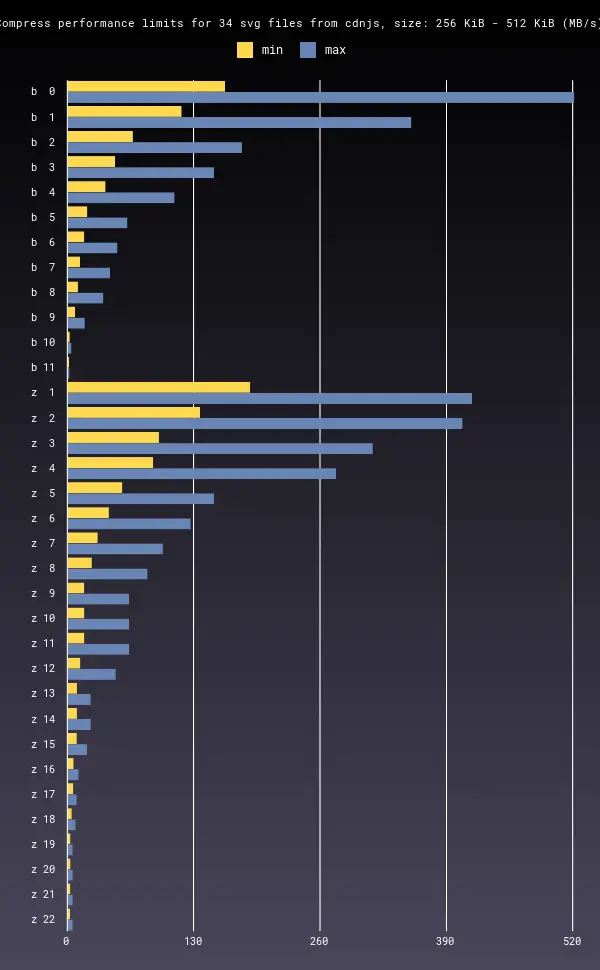 Compress performance limits for 34 svg files from cdnjs, size: 256 KiB - 512 KiB (MB/s)
min max
b 0
b 1
b 2
b 3
b 4
b 5
b 6
b 7
b 8
b 9
b 10
b 11
z 1
z 2
z 3
z 4
z 5
z 6
z 7
z 8
z 9
z 10
z 11
z 12
z 13
z 14
z 15
z 16
z 17
z 18
z 19
z 20
z 21
z 22
0 130 260 390 520